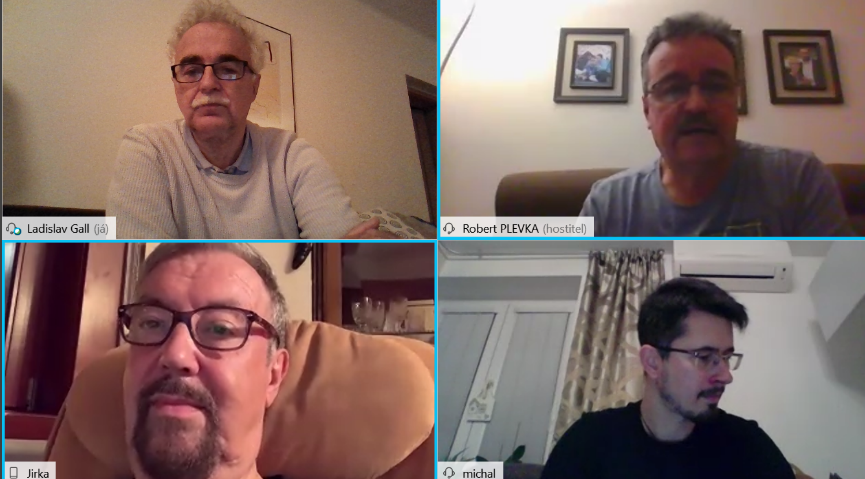 Ladislav Gall (já)
Robert PLEVKA (hostitel)
Jirka
michal